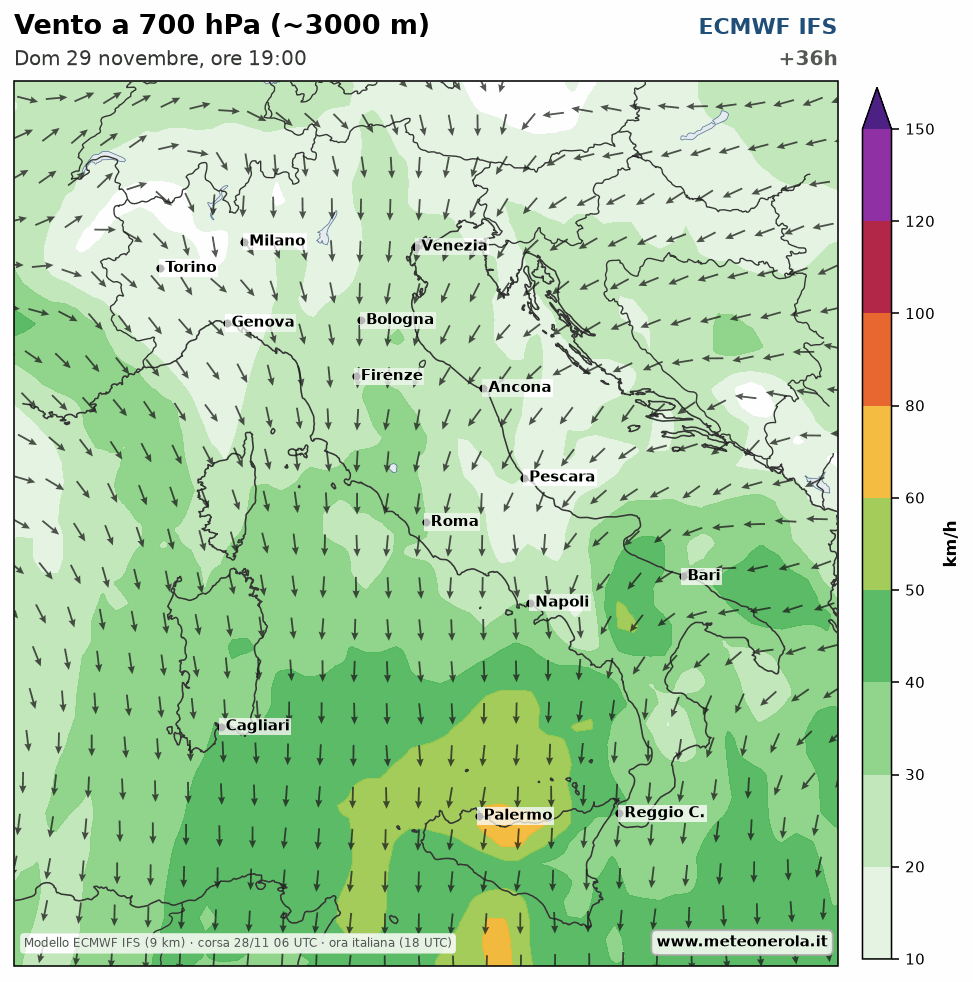 Vento a 700 hPa (~3000 m)
ECMWF IFS
Dom 29 novembre, ore 19:00
+36h
Milano
Venezia
Torino
Genova
Bologna
Firenze
Ancona
Pescara
Roma
Bari
Napoli
Cagliari
Palermo
Reggio C.
150
120
100
80
60
50
40
30
20
10
km/h
Modello ECMWF IFS (9 km) · corsa 28/11 06 UTC · ora italiana (18 UTC)
www.meteonerola.it